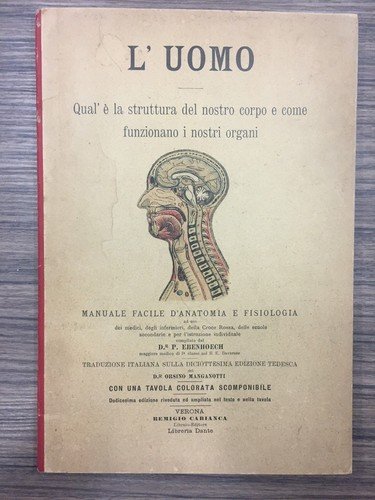 L' UOMO
Qual' è la struttura del nostro corpo e come
funzionano i nostri organi
MANUALE FACILE D'ANATOMIA E FISIOLOGIA
ad uso
dei medici, degli infermieri, della Croce Rossa, delle scuole
secondarie e per l'istruzione individuale
compilato dal
D.R P. EBENHOECH
maggiore medico di Iª classe nel R. E. Bavarese
TRADUZIONE ITALIANA SULLA DICIOTTESIMA EDIZIONE TEDESCA
del
D.R ORSINO MANGANOTTI
CON UNA TAVOLA COLORATA SCOMPONIBILE
Dodicesima edizione riveduta ed ampliata nel testo e nella tavola
VERONA
REMIGIO CABIANCA
Libraio-Editore
Libreria Dante